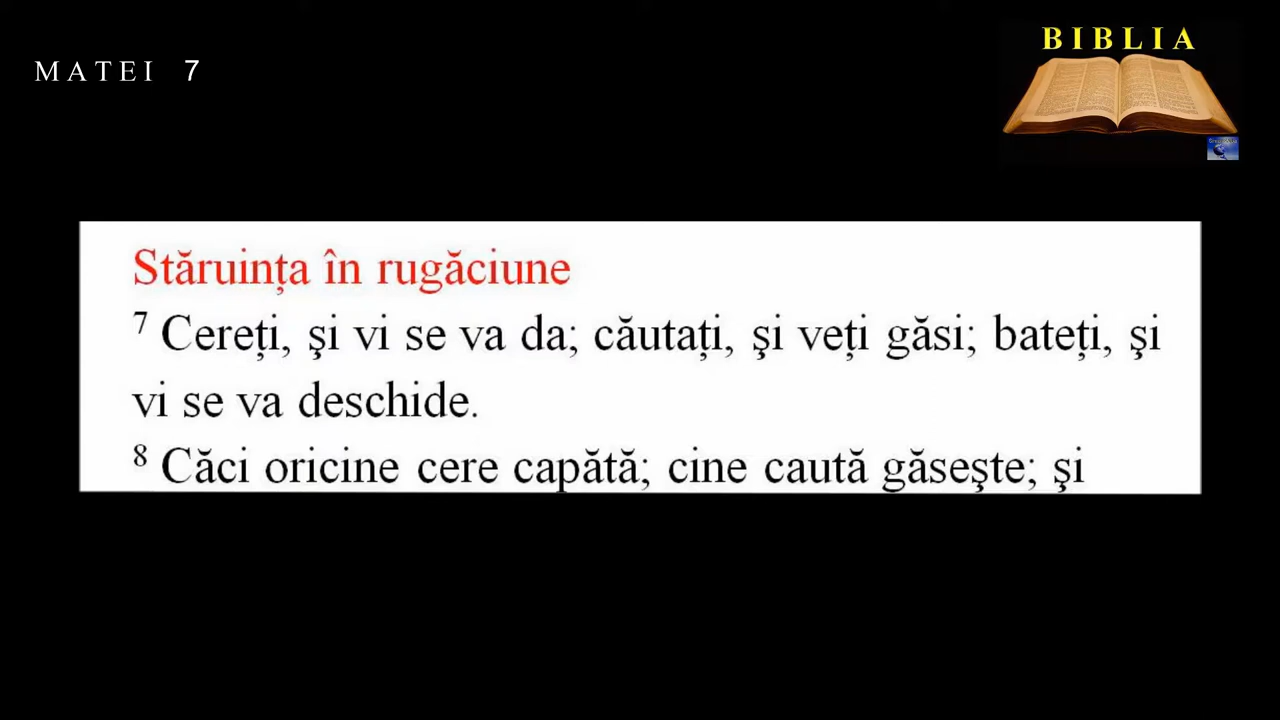 BIBLIA
MATEI 7
Stăruința în rugăciune
7 Cereți, şi vi se va da; căutați, şi veți găsi; bateți, şi
vi se va deschide.
8 Căci oricine cere capătă; cine caută găseşte; şi